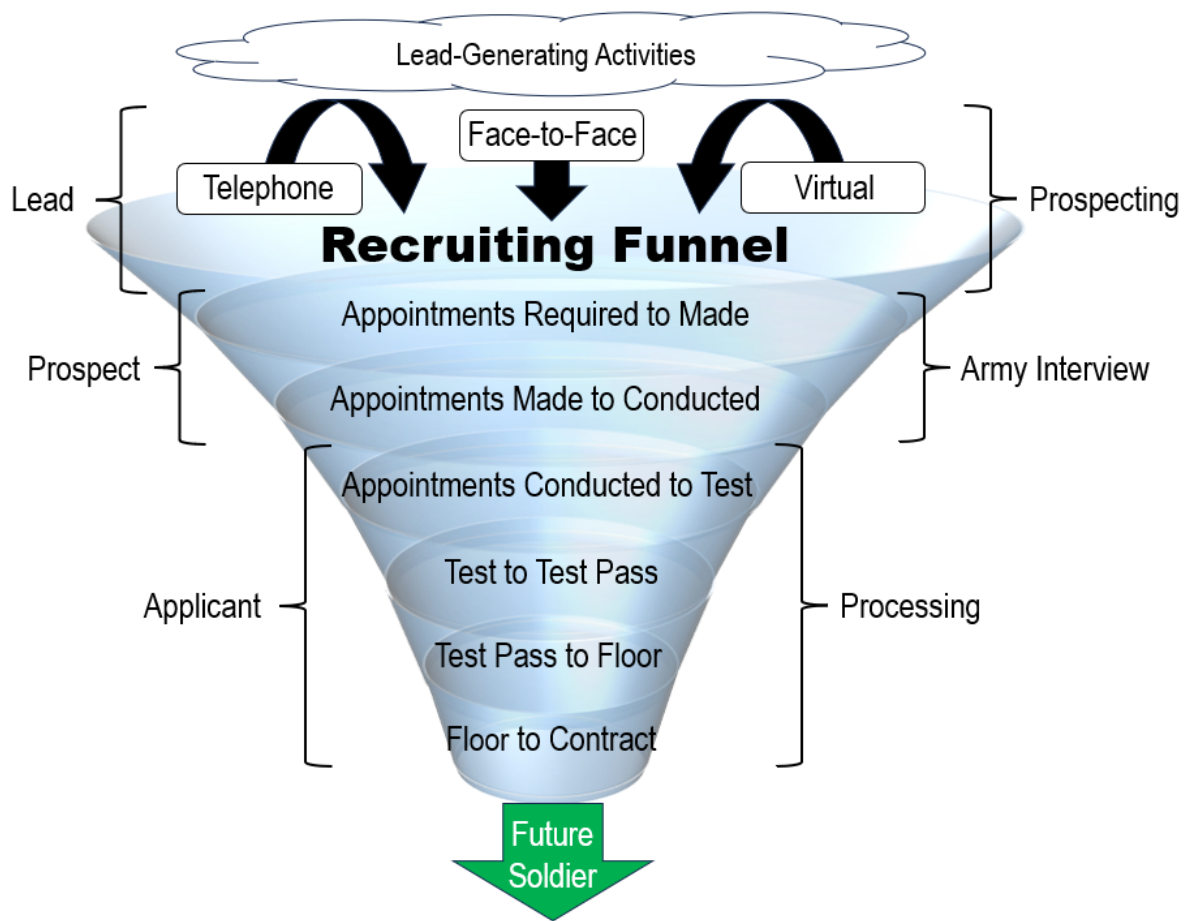 Lead-Generating Activities
Face-to-Face
Telephone
Virtual
Lead
Prospecting
Recruiting Funnel
Appointments Required to Made
Prospect
Army Interview
Appointments Made to Conducted
Appointments Conducted to Test
Test to Test Pass
Applicant
Processing
Test Pass to Floor
Floor to Contract
Future
Soldier